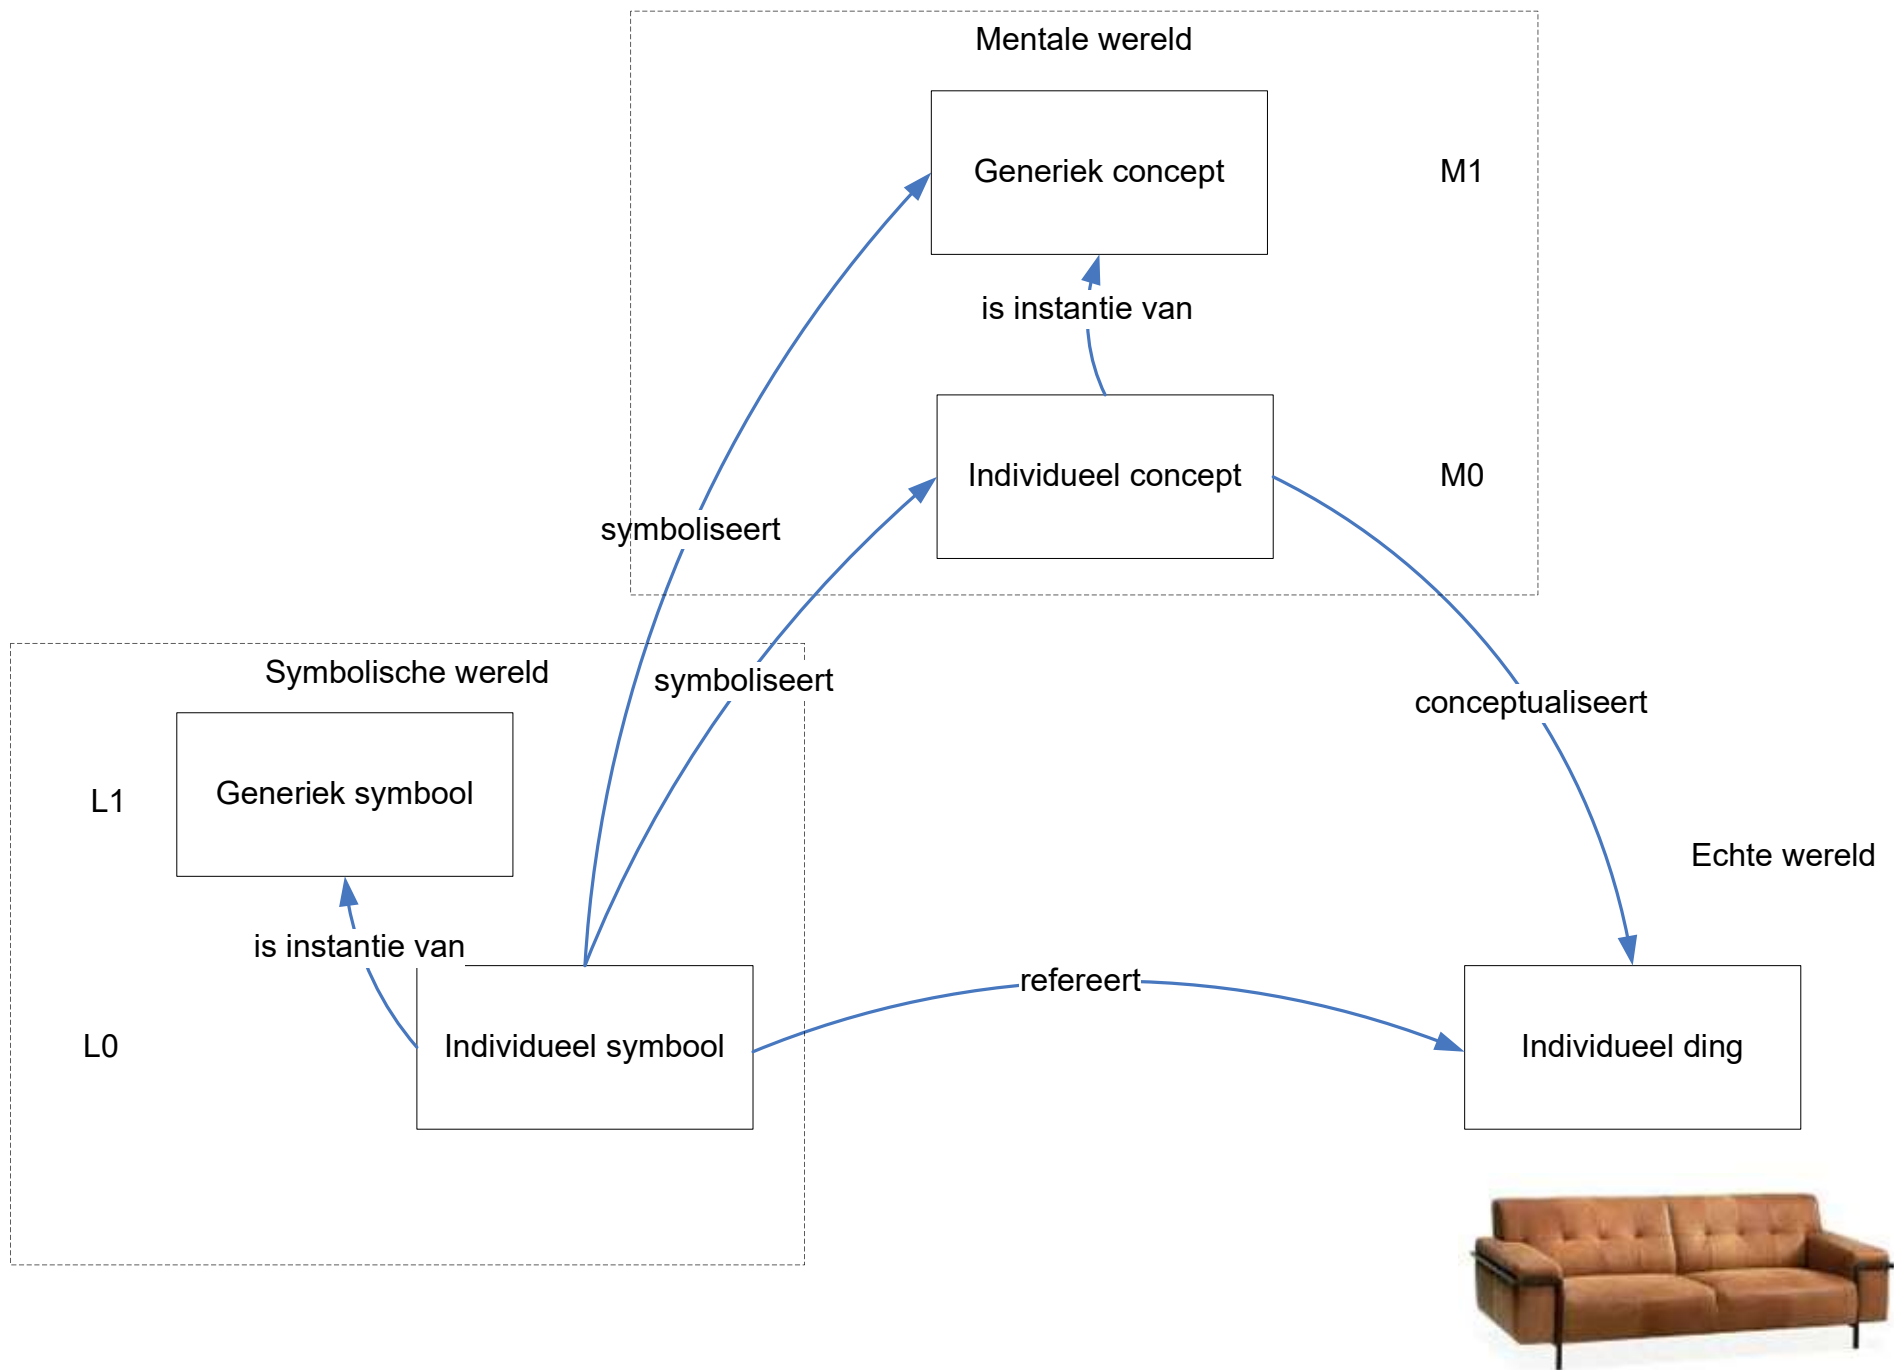 Mentale wereld
Generiek concept
M1
is instantie van
Individueel concept
M0
symboliseert
symboliseert
conceptualiseert
Symbolische wereld
L1
Generiek symbool
Echte wereld
is instantie van
refereert
L0
Individueel symbool
Individueel ding